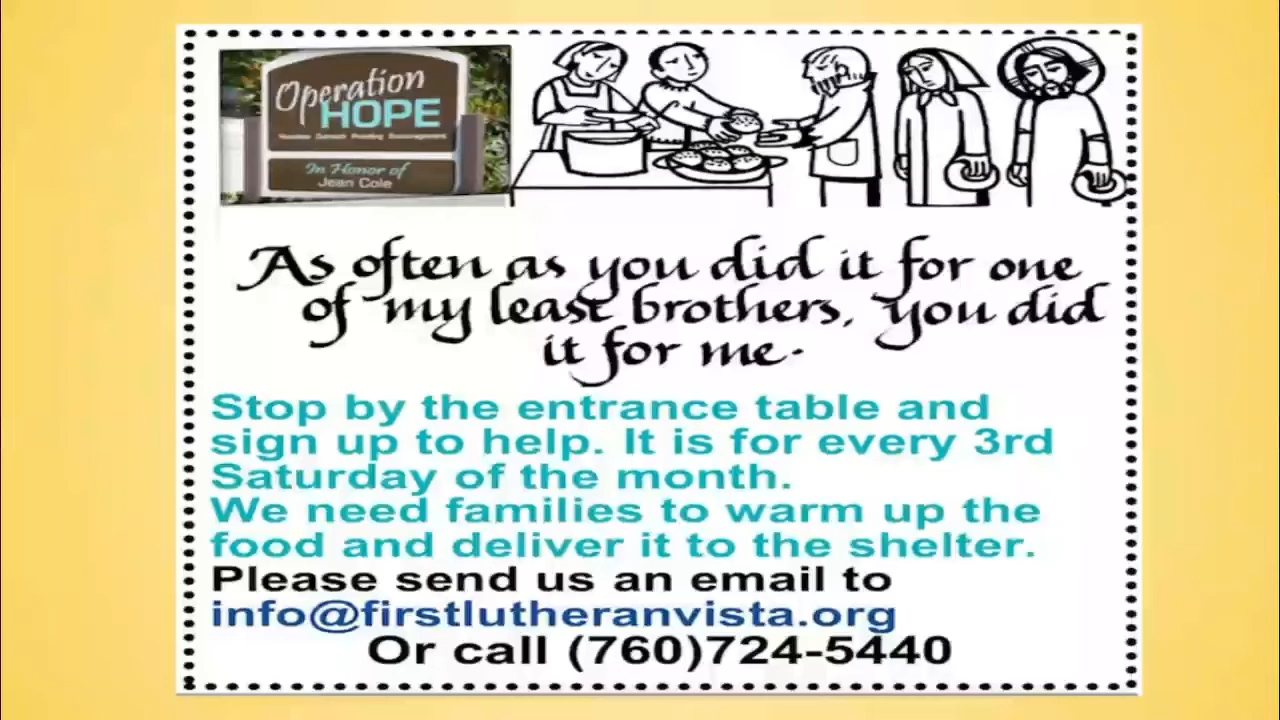 Operation
HOPE
In Honor of
Jean Cole
As often as you did it for one
of my least brothers, you did
it for me.
Stop by the entrance table and
sign up to help. It is for every 3rd
Saturday of the month.
We need families to warm up the
food and deliver it to the shelter.
Please send us an email to
info@firstlutheranvista.org
Or call (760)724-5440